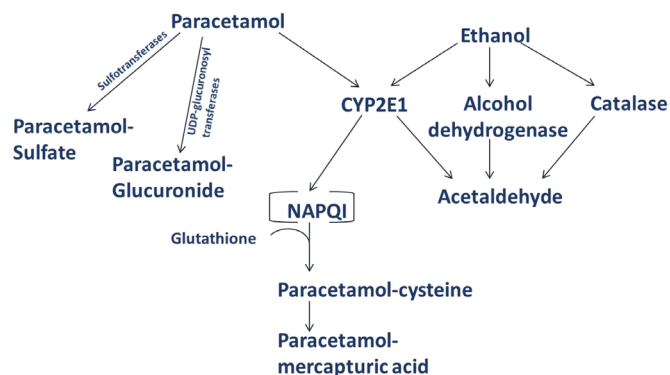 Paracetamol
Ethanol
Sulfotransferases
UDP-glucuronosyl
transferases
CYP2E1
Alcohol
dehydrogenase
Catalase
Paracetamol-
Sulfate
Paracetamol-
Glucuronide
Acetaldehyde
NAPQI
Glutathione
Paracetamol-cysteine
Paracetamol-
mercapturic acid